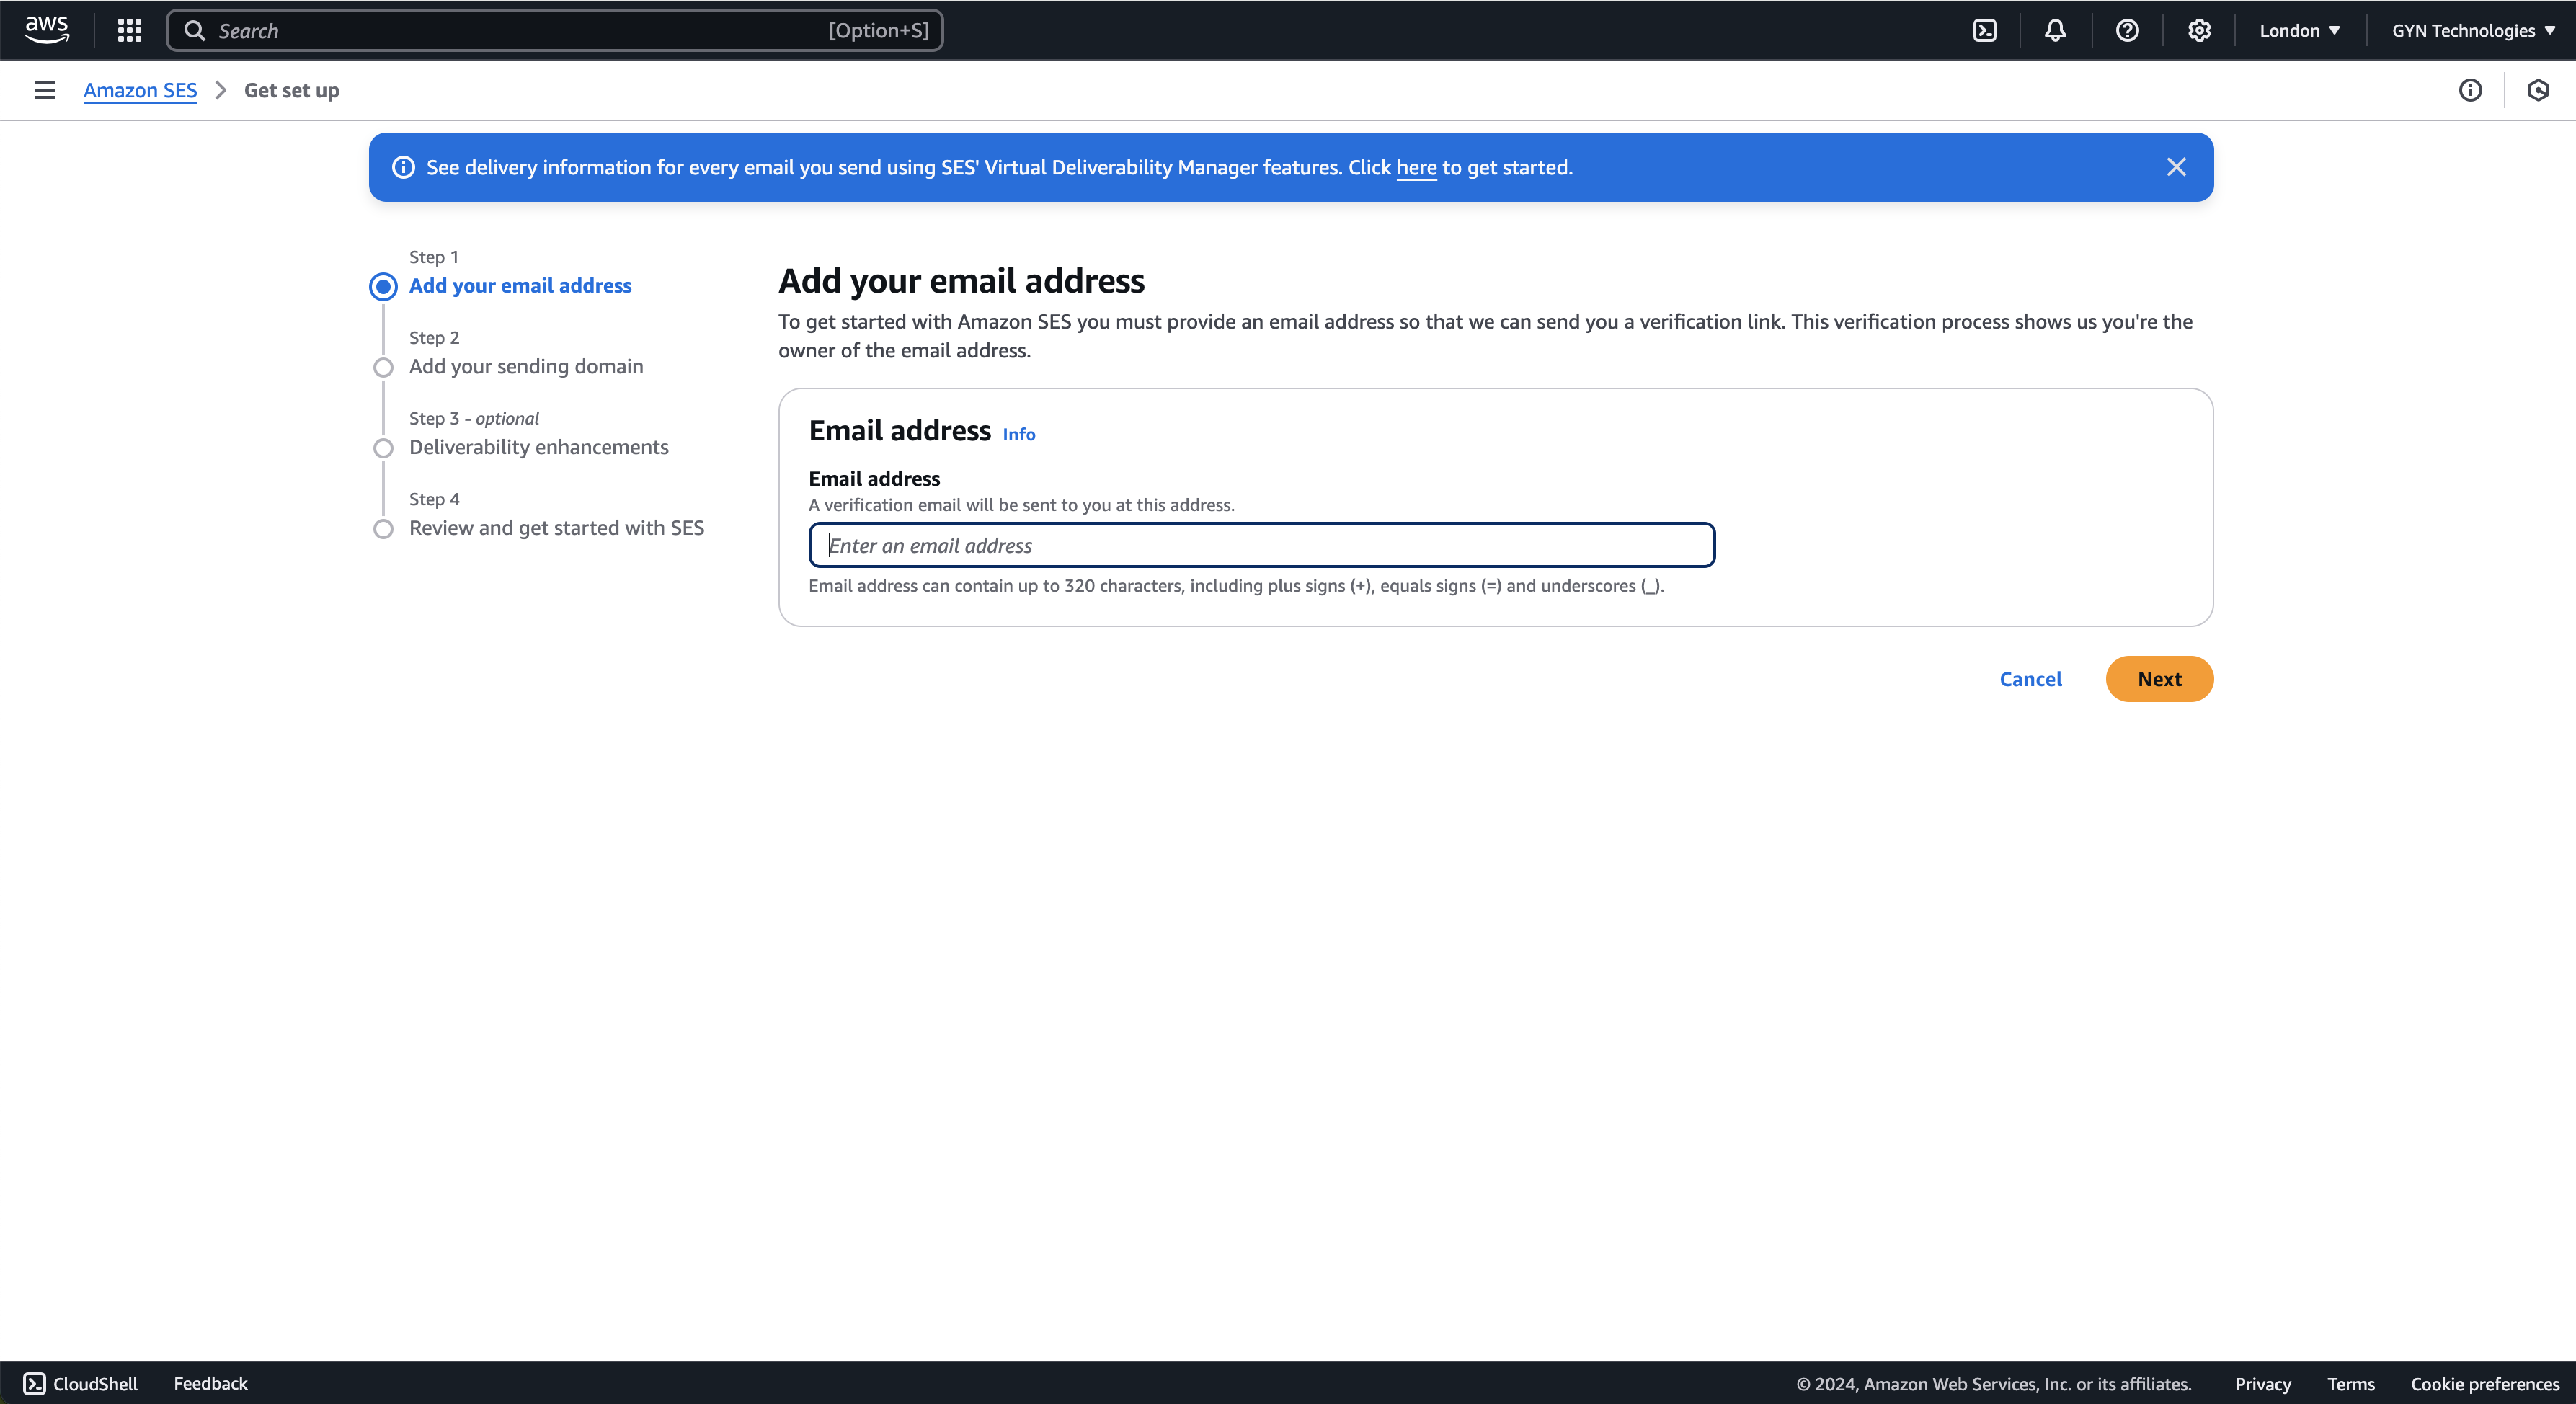 aws
Search [Option+S]
London
GYN Technologies
Amazon SES
Get set up
See delivery information for every email you send using SES' Virtual Deliverability Manager features. Click here to get started.
Step 1
Add your email address
Step 2
Add your sending domain
Step 3 - optional
Deliverability enhancements
Step 4
Review and get started with SES
Add your email address
To get started with Amazon SES you must provide an email address so that we can send you a verification link. This verification process shows us you're the
owner of the email address.
Email address Info
Email address
A verification email will be sent to you at this address.
Enter an email address
Email address can contain up to 320 characters, including plus signs (+), equals signs (=) and underscores (_).
Cancel
Next
CloudShell
Feedback
© 2024, Amazon Web Services, Inc. or its affiliates.
Privacy
Terms
Cookie preferences